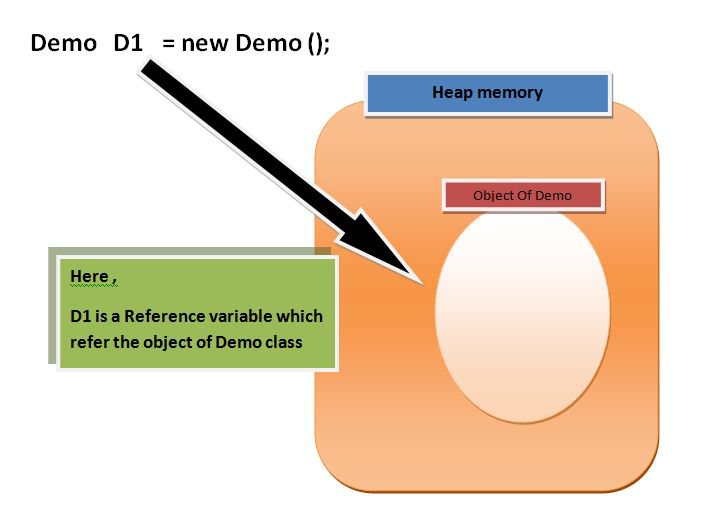 Demo D1 = new Demo ();
Heap memory
Object Of Demo
Here ,
D1 is a Reference variable which
refer the object of Demo class